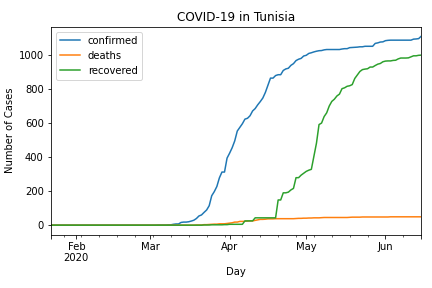 COVID-19 in Tunisia
confirmed
deaths
recovered
Number of Cases
1000
800
600
400
200
0
Feb
2020
Mar
Apr
May
Jun
Day